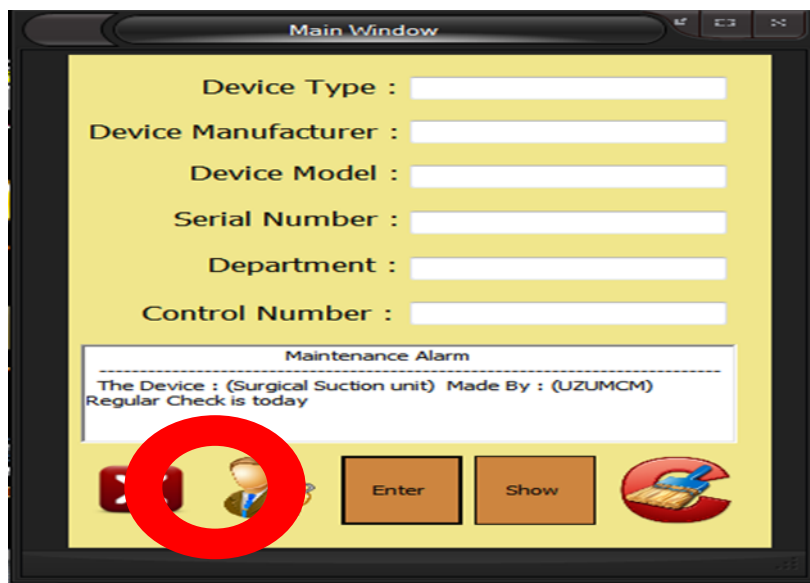 Main Window
Device Type :
Device Manufacturer :
Device Model :
Serial Number :
Department :
Control Number :
Maintenance Alarm
-----------------------------------------------------------------------
The Device : (Surgical Suction unit) Made By : (UZUMCM)
Regular Check is today
Enter
Show